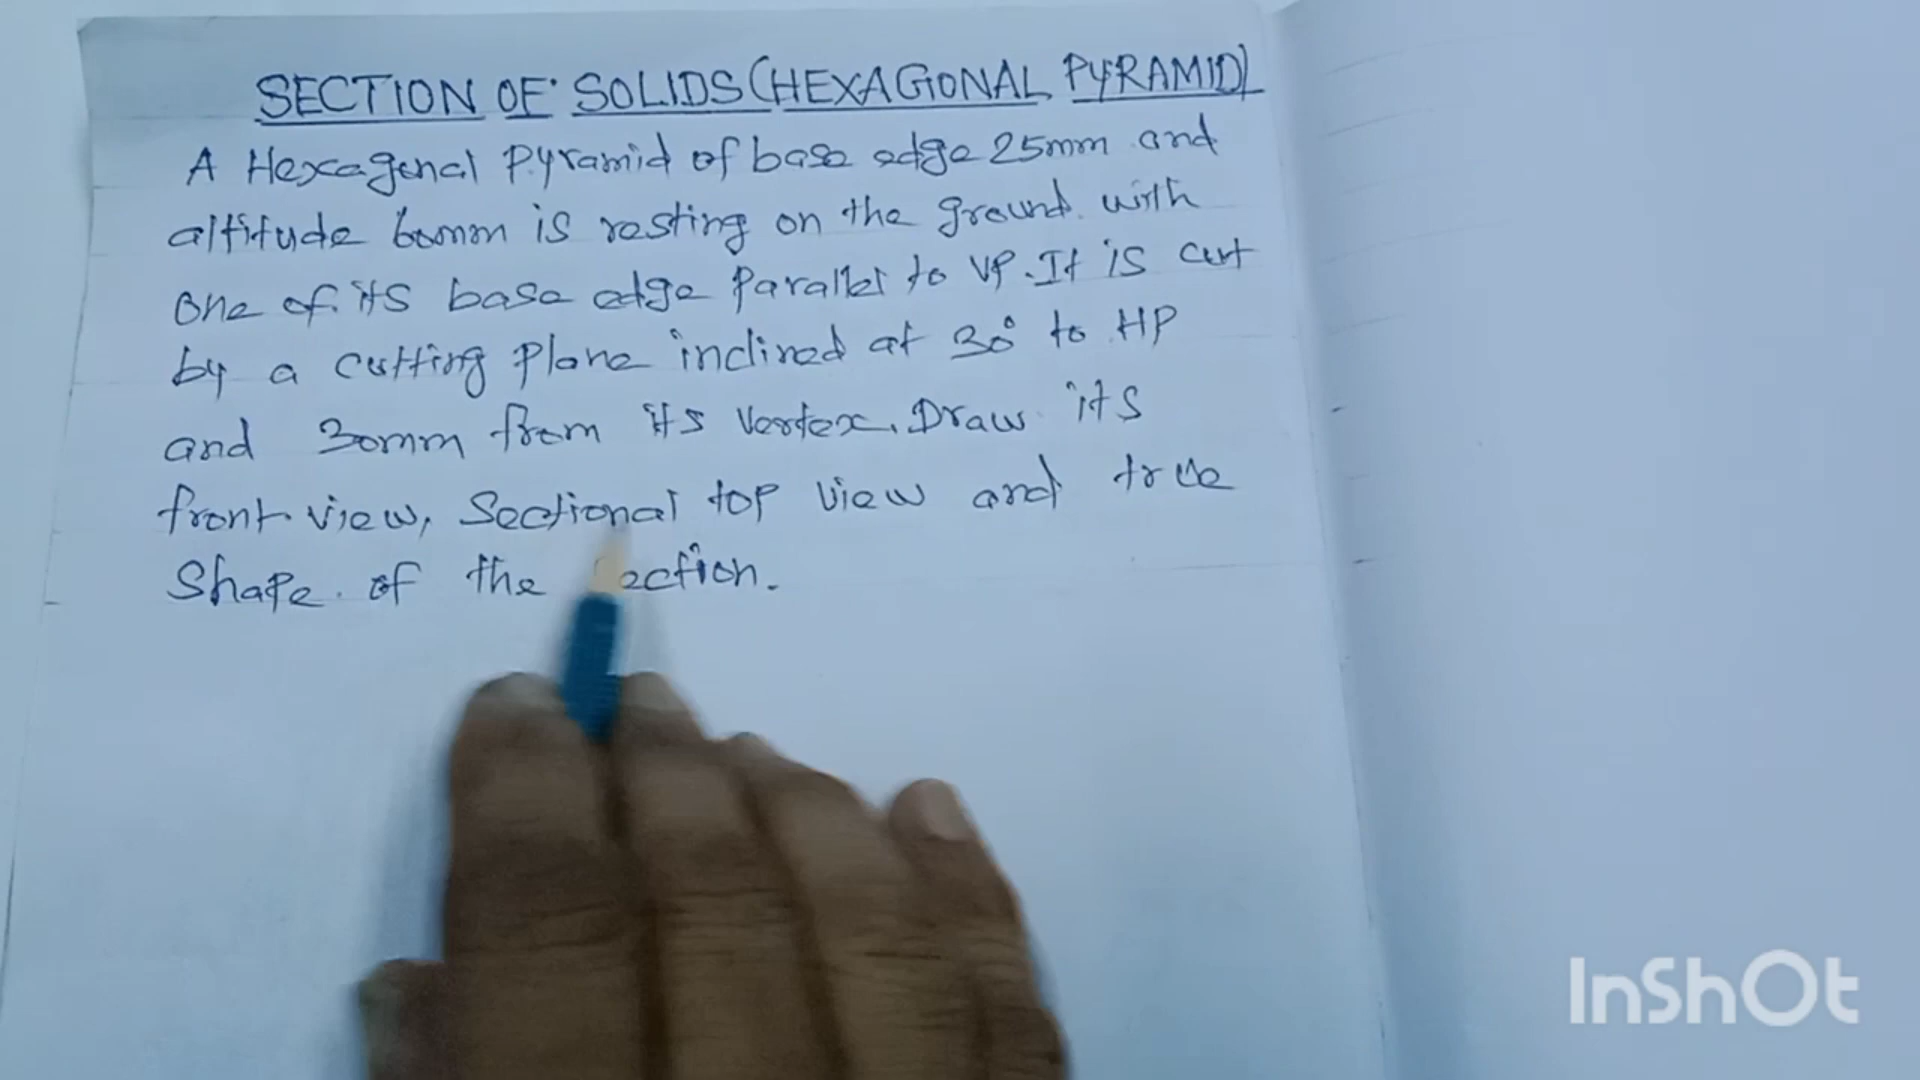 SECTION OF SOLIDS (HEXAGONAL PYRAMID)
A Hexagonal Pyramid of base edge 25mm and
altitude 60mm is resting on the ground with
one of its base edge parallel to VP. It is cut
by a cutting plane inclined at 30° to HP
and 30mm from its vertex. Draw its
front view, Sectional top view and true
Shape of the Section.
InShOt